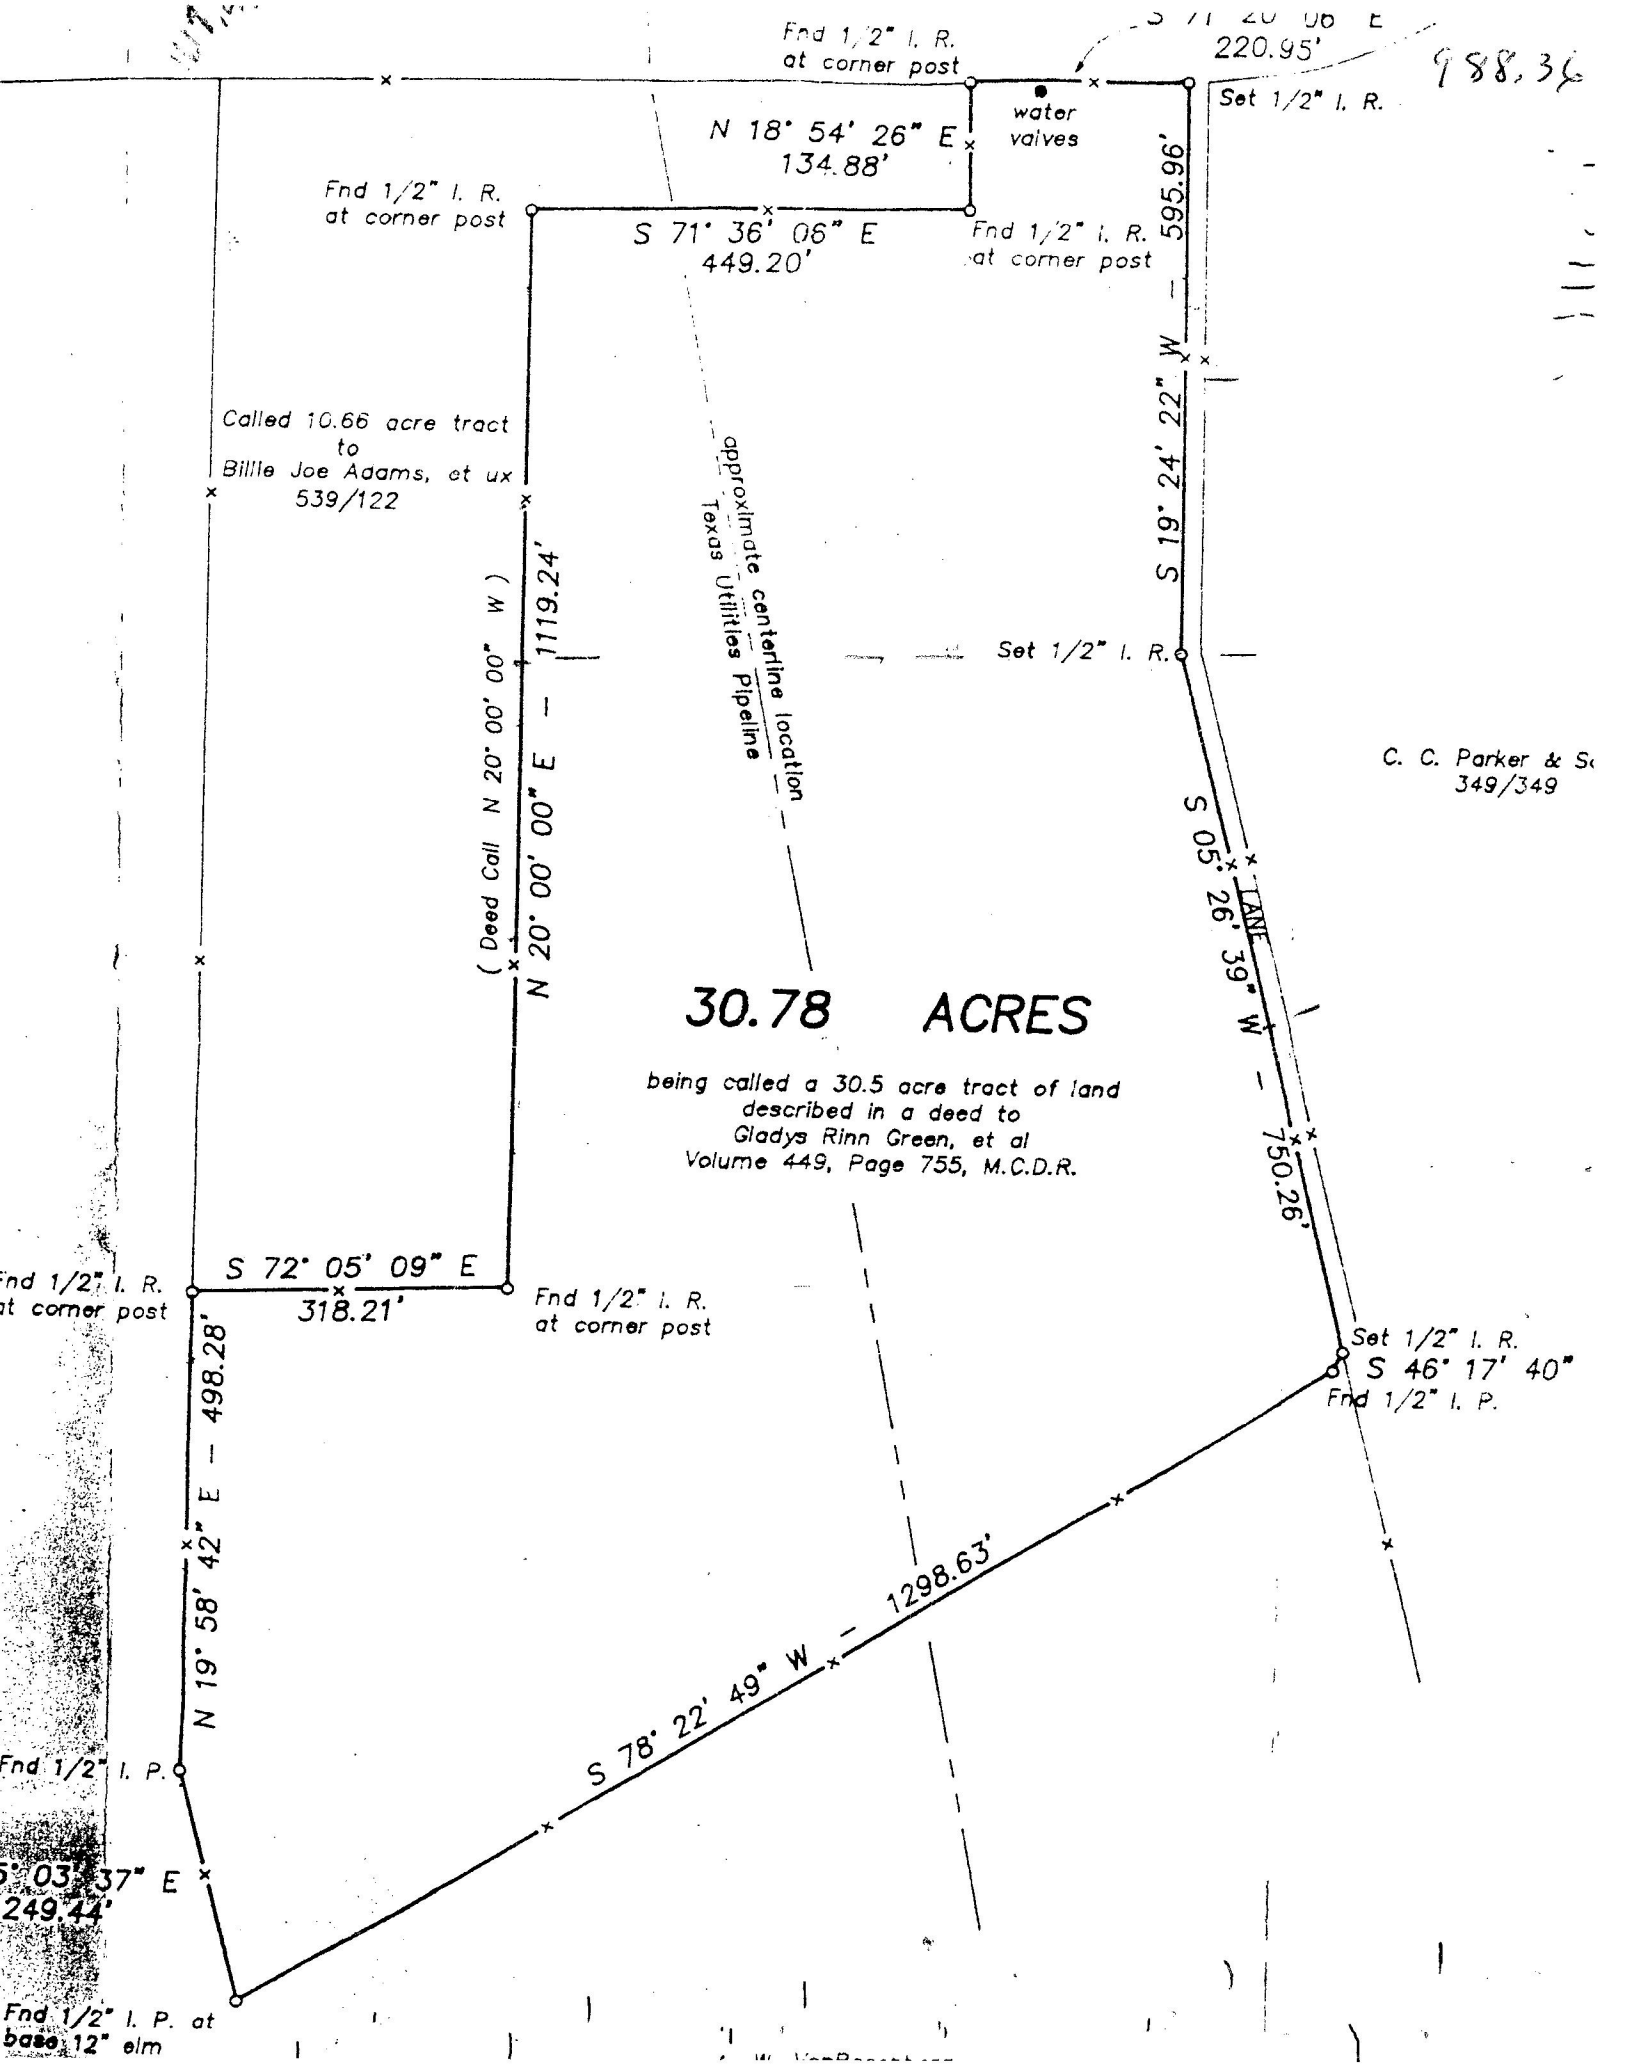 S 71° 20' 06" E
220.95'
988.36
Fnd 1/2" I. R.
at corner post
Set 1/2" I. R.
water
valves
N 18° 54' 26" E
134.88'
Fnd 1/2" I. R.
at corner post
S 71° 36' 06" E
449.20'
Fnd 1/2" I. R.
at corner post
S 19° 24' 22" W — 595.96'
Called 10.66 acre tract
to
Billie Joe Adams, et ux
539/122
approximate centerline location
Texas Utilities Pipeline
( Deed Call N 20° 00' 00" W )
N 20° 00' 00" E — 1119.24'
Set 1/2" I. R.
C. C. Parker &
349/349
S 05° 26' 39" W — 750.26'
LANE
30.78 ACRES
being called a 30.5 acre tract of land
described in a deed to
Gladys Rinn Green, et al
Volume 449, Page 755, M.C.D.R.
Fnd 1/2" I. R.
at corner post
S 72° 05' 09" E
318.21'
Fnd 1/2" I. R.
at corner post
N 19° 58' 42" E — 498.28'
Set 1/2" I. R.
S 46° 17' 40"
Fnd 1/2" I. P.
S 78° 22' 49" W — 1298.63'
Fnd 1/2" I. P.
03' 37" E
249.44'
Fnd 1/2" I. P. at
base 12" elm